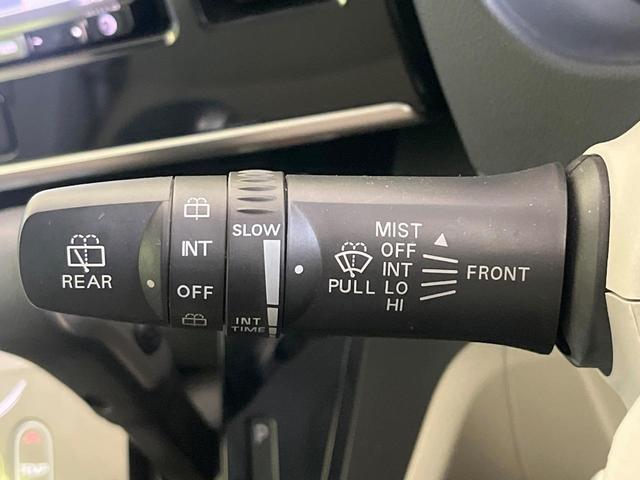 REAR
INT
OFF
SLOW
INT
TIME
PULL
MIST
OFF
INT
LO
HI
FRONT
P